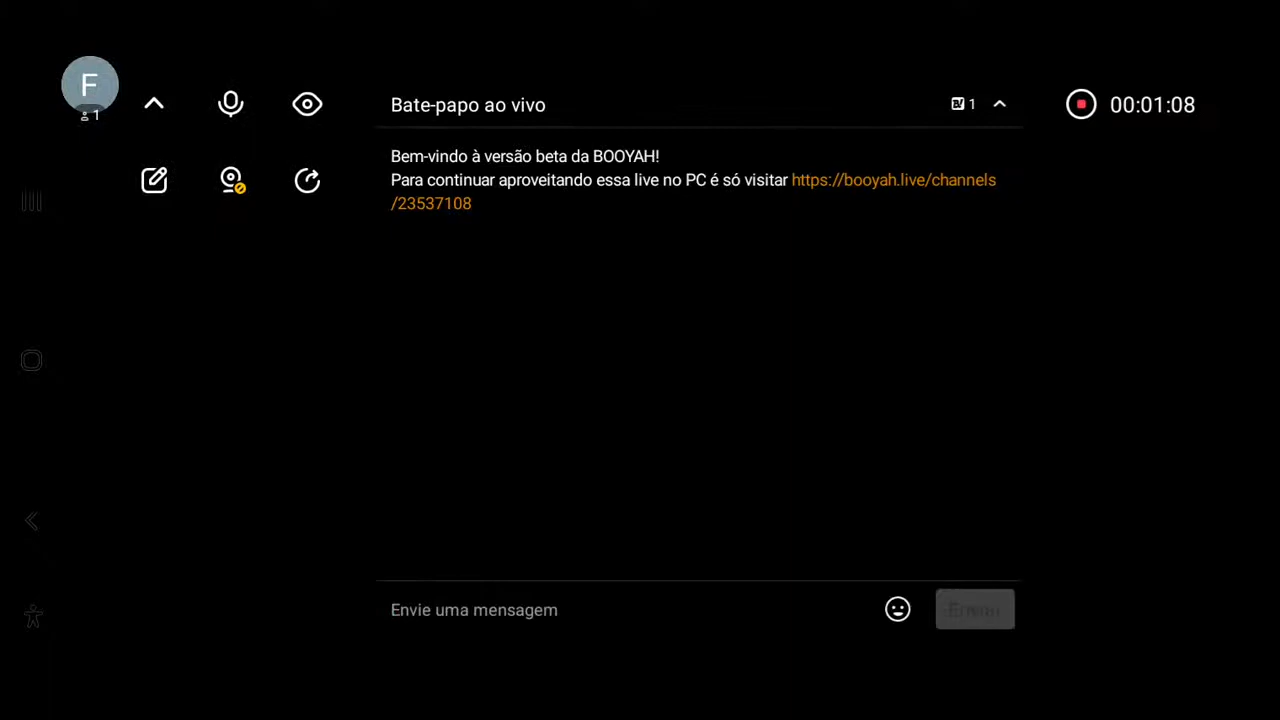 F
1
Bate-papo ao vivo
1
00:01:08
Bem-vindo à versão beta da BOOYAH!
Para continuar aproveitando essa live no PC é só visitar https://booyah.live/channels
/23537108
Envie uma mensagem
Enviar